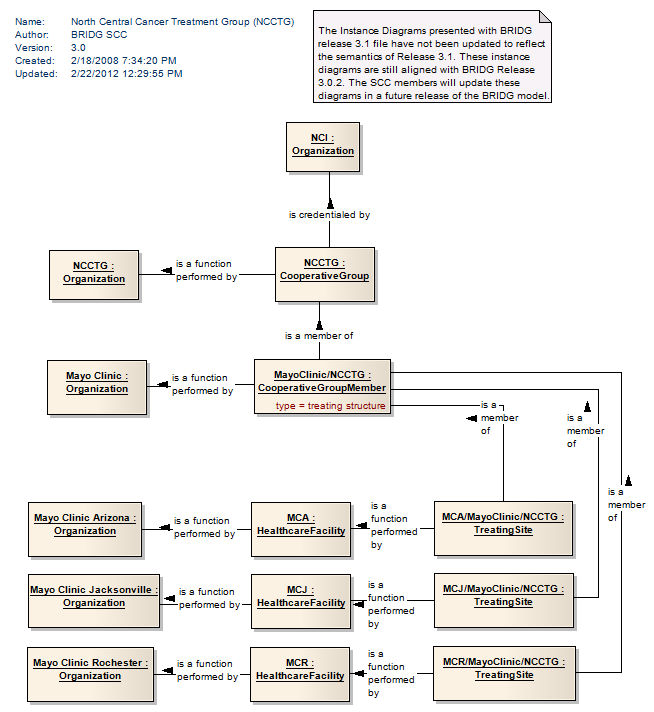 Name: North Central Cancer Treatment Group (NCCTG)
Author: BRIDG SCC
Version: 3.0
Created: 2/18/2008 7:34:20 PM
Updated: 2/22/2012 12:29:55 PM
The Instance Diagrams presented with BRIDG
release 3.1 file have not been updated to reflect
the semantics of Release 3.1. These instance
diagrams are still aligned with BRIDG Release
3.0.2. The SCC members will update these
diagrams in a future release of the BRIDG model.
NCI :
Organization
is credentialed by
NCCTG :
Organization
is a function
performed by
NCCTG :
CooperativeGroup
is a member of
Mayo Clinic :
Organization
is a function
performed by
MayoClinic/NCCTG :
CooperativeGroupMember
type = treating structure
is a
member
of
is a
member
of
is a
member
of
Mayo Clinic Arizona :
Organization
is a function
performed by
MCA :
HealthcareFacility
is a
function
performed
by
MCA/MayoClinic/NCCTG :
TreatingSite
Mayo Clinic Jacksonville :
Organization
is a function
performed by
MCJ :
HealthcareFacility
is a
function
performed
by
MCJ/MayoClinic/NCCTG :
TreatingSite
Mayo Clinic Rochester :
Organization
is a function
performed by
MCR :
HealthcareFacility
is a
function
performed
by
MCR/MayoClinic/NCCTG :
TreatingSite